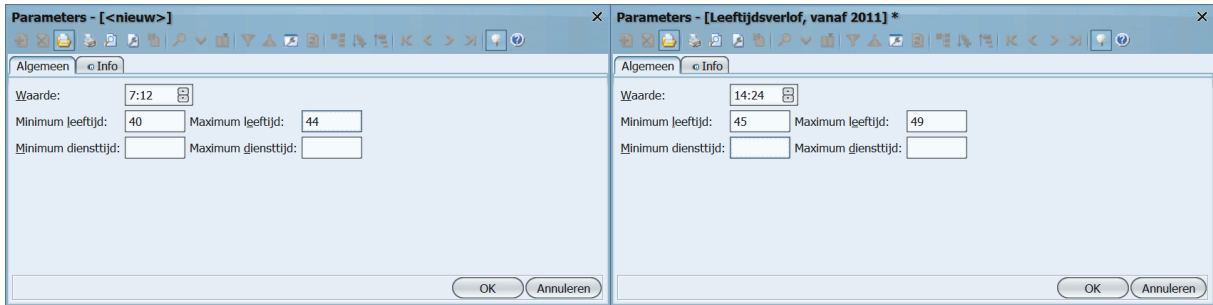 Parameters - [<nieuw>]
Algemeen Info
Waarde: 7:12
Minimum leeftijd: 40 Maximum leeftijd: 44
Minimum diensttijd: Maximum diensttijd:
OK Annuleren
Parameters - [Leeftijdsverlof, vanaf 2011] *
Algemeen Info
Waarde: 14:24
Minimum leeftijd: 45 Maximum leeftijd: 49
Minimum diensttijd: Maximum diensttijd:
OK Annuleren